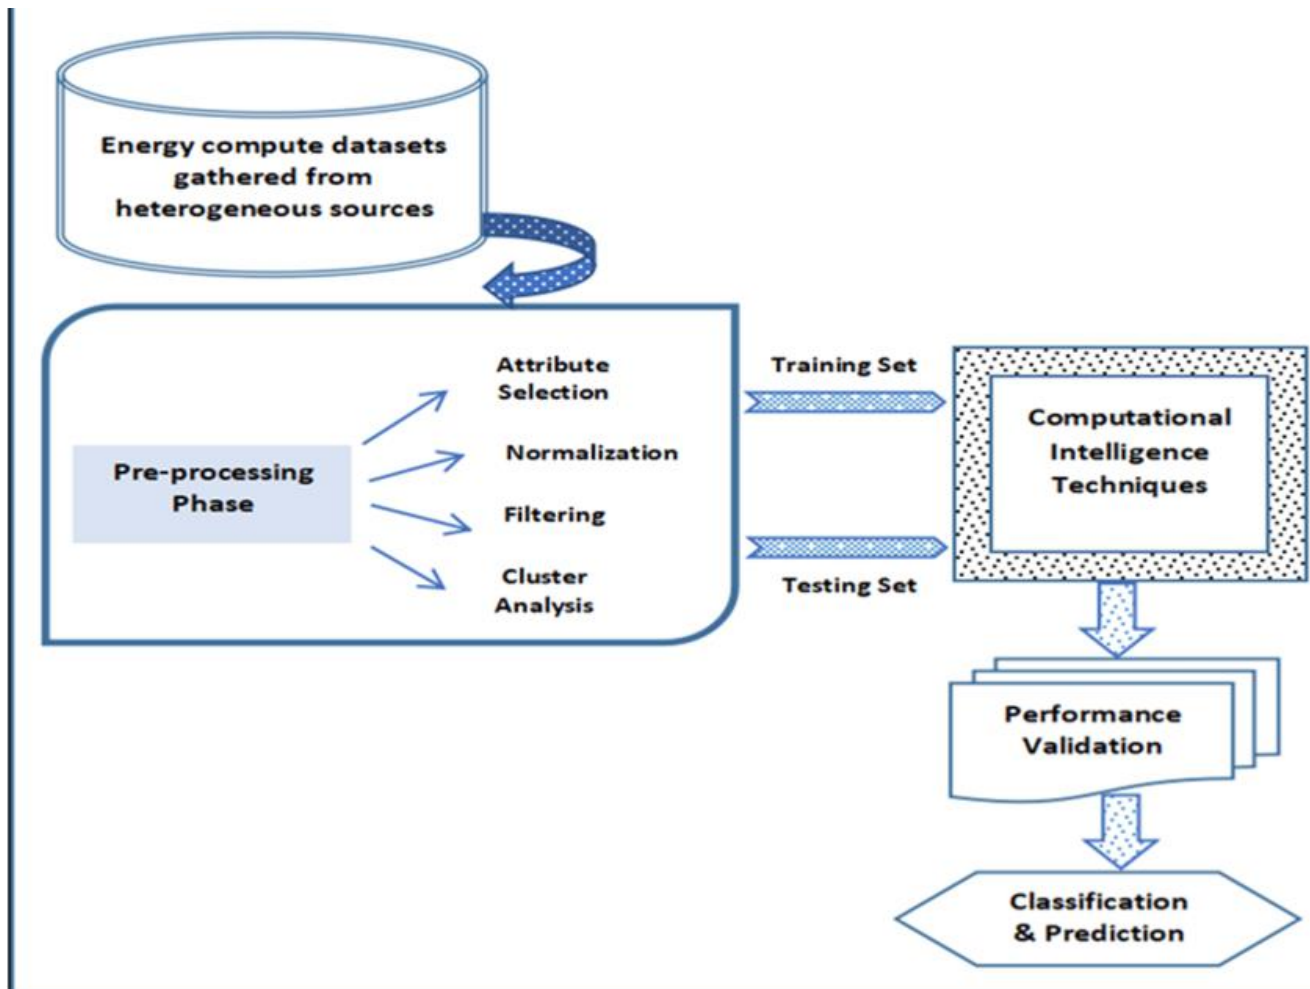 Energy compute datasets
gathered from
heterogeneous sources
Pre-processing
Phase
Attribute
Selection
Normalization
Filtering
Cluster
Analysis
Training Set
Testing Set
Computational
Intelligence
Techniques
Performance
Validation
Classification
& Prediction